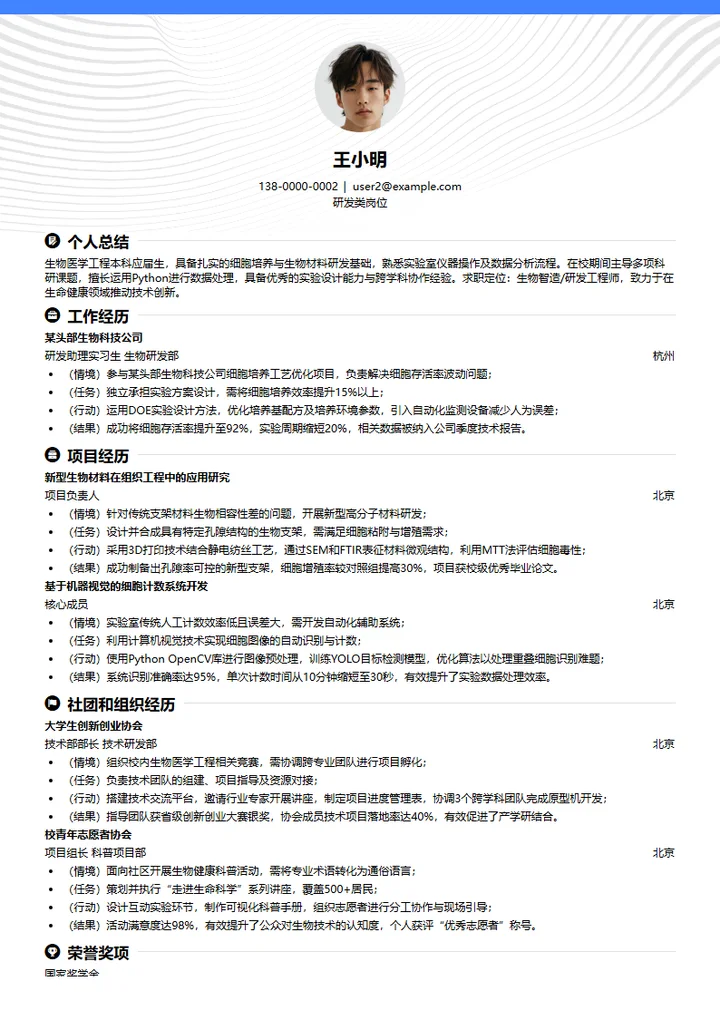 王小明
138-0000-0002 | user2@example.com
研发类岗位
个人总结
生物医学工程本科应届生，具备扎实的细胞培养与生物材料研发基础，熟悉实验室仪器操作及数据分析流程。在校期间主导多项科
研课题，擅长运用Python进行数据处理，具备优秀的实验设计能力与跨学科协作经验。求职定位：生物智造/研发工程师，致力于在
生命健康领域推动技术创新。
工作经历
某头部生物科技公司
研发助理实习生 生物研发部 杭州
• （情境）参与某头部生物科技公司细胞培养工艺优化项目，负责解决细胞存活率波动问题；
• （任务）独立承担实验方案设计，需将细胞培养效率提升15%以上；
• （行动）运用DOE实验设计方法，优化培养基配方及培养环境参数，引入自动化监测设备减少人为误差；
• （结果）成功将细胞存活率提升至92%，实验周期缩短20%，相关数据被纳入公司季度技术报告。
项目经历
新型生物材料在组织工程中的应用研究
项目负责人 北京
• （情境）针对传统支架材料生物相容性差的问题，开展新型高分子材料研发；
• （任务）设计并合成具有特定孔隙结构的生物支架，需满足细胞粘附与增殖需求；
• （行动）采用3D打印技术结合静电纺丝工艺，通过SEM和FTIR表征材料微观结构，利用MTT法评估细胞毒性；
• （结果）成功制备出孔隙率可控的新型支架，细胞增殖率较对照组提高30%，项目获校级优秀毕业论文。
基于机器视觉的细胞计数系统开发
核心成员 北京
• （情境）实验室传统人工计数效率低且误差大，需开发自动化辅助系统；
• （任务）利用计算机视觉技术实现细胞图像的自动识别与计数；
• （行动）使用Python OpenCV库进行图像预处理，训练YOLO目标检测模型，优化算法以处理重叠细胞识别难题；
• （结果）系统识别准确率达95%，单次计数时间从10分钟缩短至30秒，有效提升了实验数据处理效率。
社团和组织经历
大学生创新创业协会
技术部部长 技术研发部 北京
• （情境）组织校内生物医学工程相关竞赛，需协调跨专业团队进行项目孵化；
• （任务）负责技术团队的组建、项目指导及资源对接；
• （行动）搭建技术交流平台，邀请行业专家开展讲座，制定项目进度管理表，协调3个跨学科团队完成原型机开发；
• （结果）指导团队获省级创新创业大赛银奖，协会成员技术项目落地率达40%，有效促进了产学研结合。
校青年志愿者协会
项目组长 科普项目部 北京
• （情境）面向社区开展生物健康科普活动，需将专业术语转化为通俗语言；
• （任务）策划并执行“走进生命科学”系列讲座，覆盖500+居民；
• （行动）设计互动实验环节，制作可视化科普手册，组织志愿者进行分工协作与现场引导；
• （结果）活动满意度达98%，有效提升了公众对生物技术的认知度，个人获评“优秀志愿者”称号。
荣誉奖项
国家奖学金